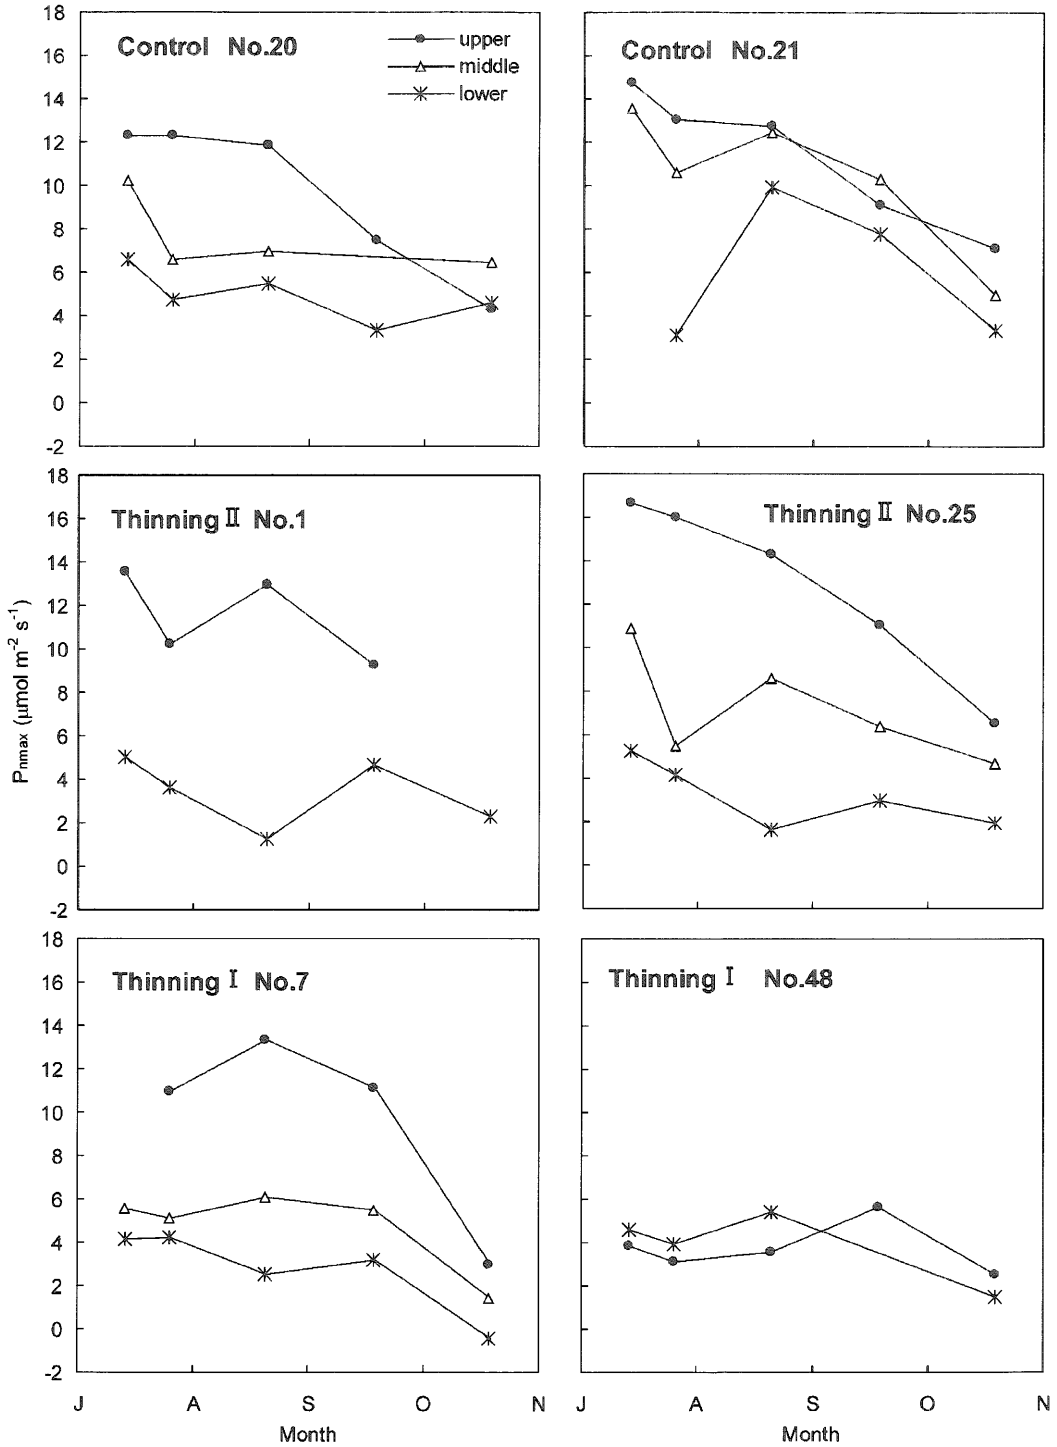 18
16
14
12
10
8
6
4
2
0
-2
Control No.20
upper
middle
lower
Control No.21
18
16
14
12
10
8
6
4
2
0
-2
Thinning Ⅱ No.1
Thinning Ⅱ No.25
Pnmax (μmol m-2 s-1)
18
16
14
12
10
8
6
4
2
0
-2
Thinning Ⅰ No.7
Thinning Ⅰ No.48
J A S O N
Month
J A S O N
Month